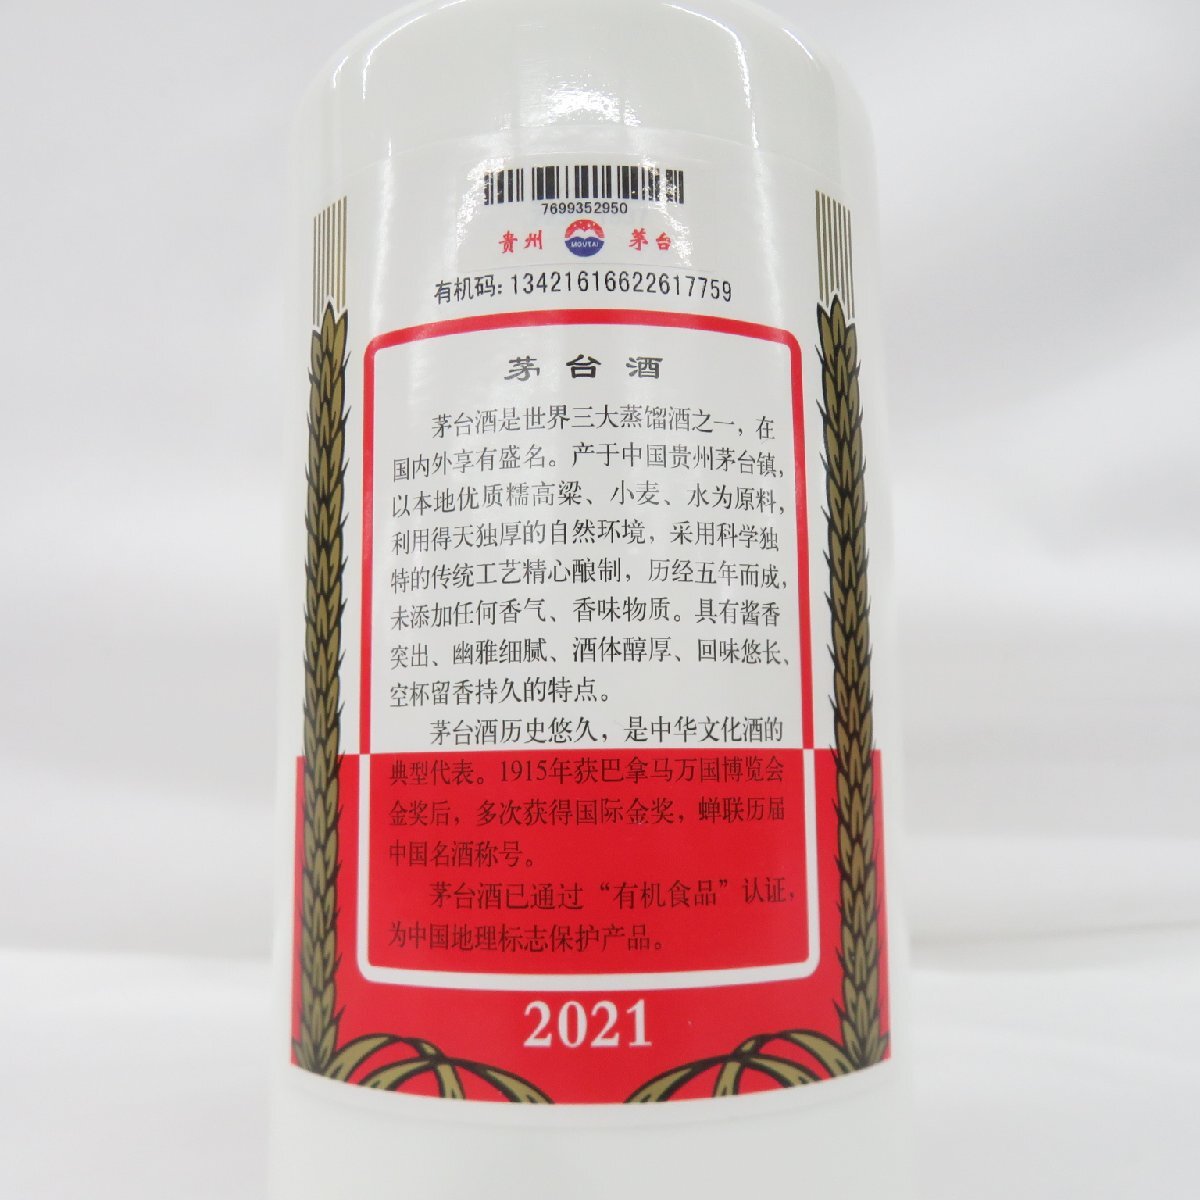 7699352950
贵州 MOUTAI 茅台
有机码:13421616622617759
茅台酒
茅台酒是世界三大蒸馏酒之一，在
国内外享有盛名。产于中国贵州茅台镇，
以本地优质糯高粱、小麦、水为原料，
利用得天独厚的自然环境，采用科学独
特的传统工艺精心酿制，历经五年而成，
未添加任何香气、香味物质。具有酱香
突出、幽雅细腻、酒体醇厚、回味悠长、
空杯留香持久的特点。
茅台酒历史悠久，是中华文化酒的
典型代表。1915年获巴拿马万国博览会
金奖后，多次获得国际金奖，蝉联历届
中国名酒称号。
茅台酒已通过“有机食品”认证，
为中国地理标志保护产品。
2021